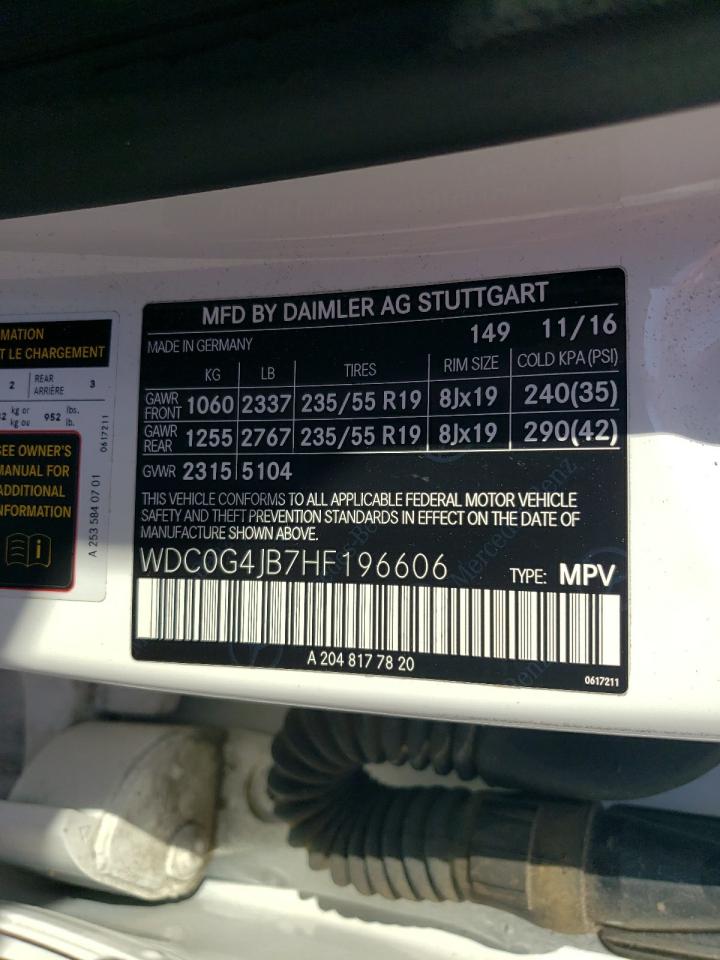 MATION
T LE CHARGEMENT
2 REAR ARRIÈRE 3
kg or kg ou 952 lbs. lb.
0617211
SEE OWNER'S
MANUAL FOR
ADDITIONAL
INFORMATION
A 253 584 07 01
MFD BY DAIMLER AG STUTTGART
MADE IN GERMANY 149 11/16
KG LB TIRES RIM SIZE COLD KPA (PSI)
GAWR FRONT 1060 2337 235/55 R19 8Jx19 240(35)
GAWR REAR 1255 2767 235/55 R19 8Jx19 290(42)
GVWR 2315 5104
THIS VEHICLE CONFORMS TO ALL APPLICABLE FEDERAL MOTOR VEHICLE
SAFETY AND THEFT PREVENTION STANDARDS IN EFFECT ON THE DATE OF
MANUFACTURE SHOWN ABOVE.
WDC0G4JB7HF196606 TYPE: MPV
A 204 817 78 20
0617211
Mercedes-Benz